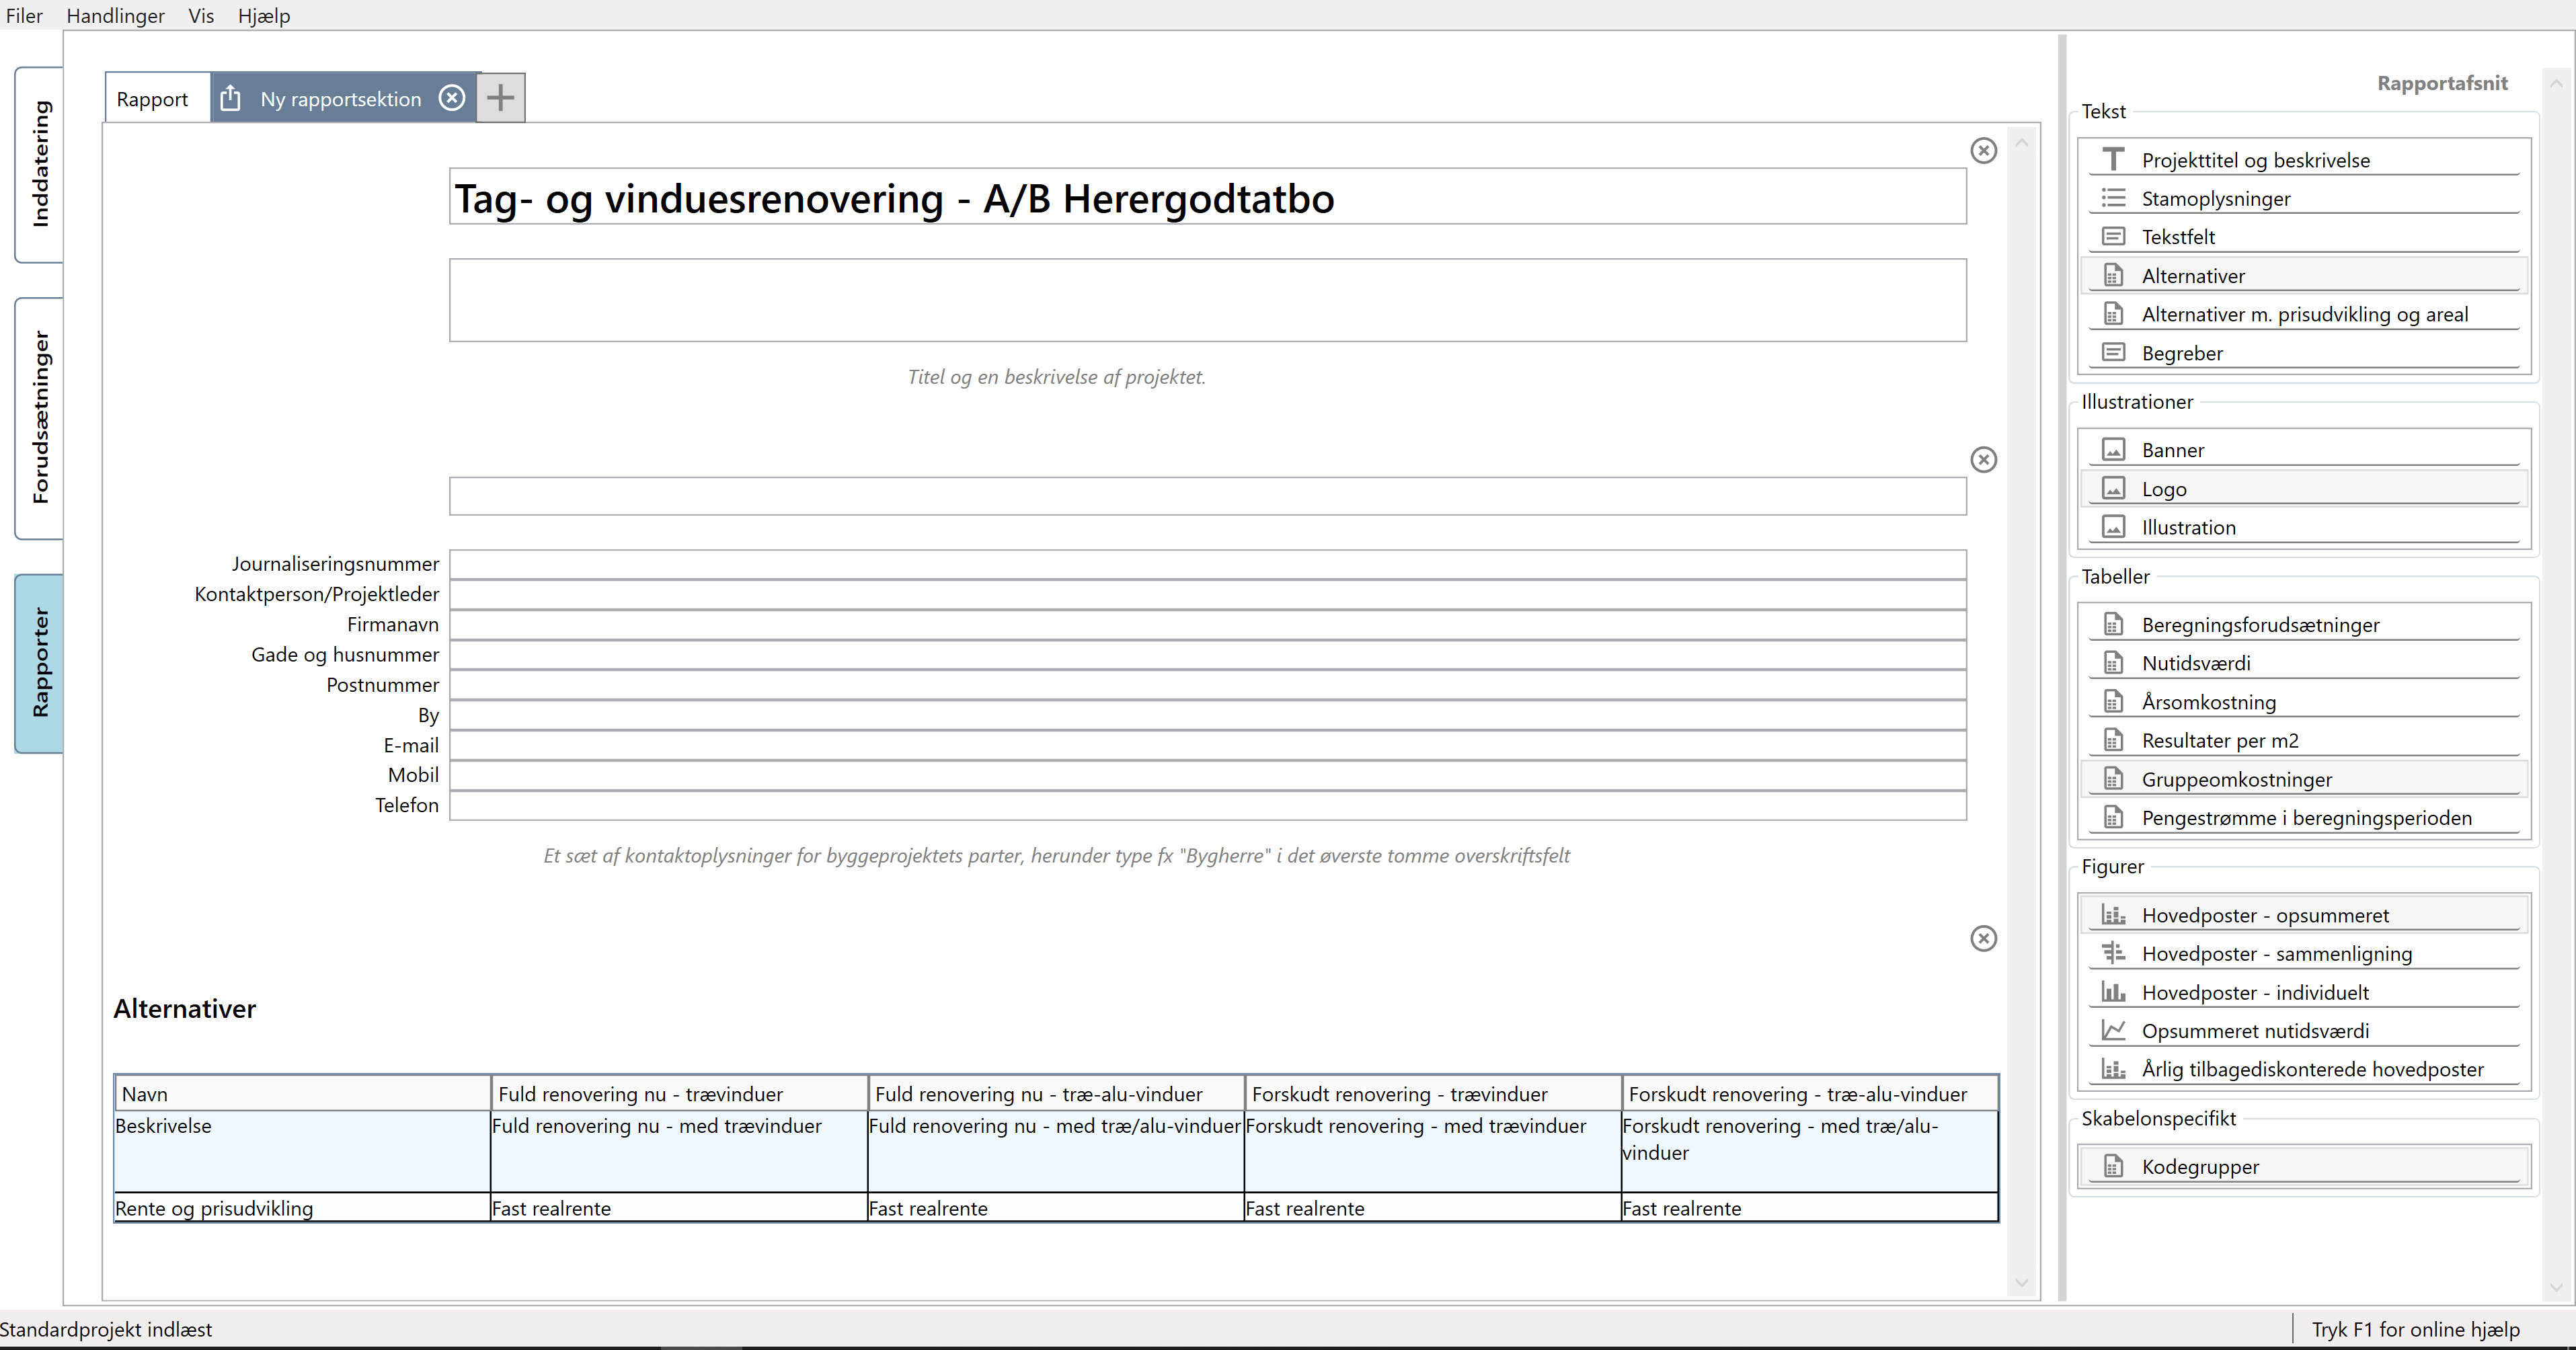 Filer Handlinger Vis Hjælp
Inddatering
Forudsætninger
Rapporter
Rapport Ny rapportsektion
Tag- og vinduesrenovering - A/B Herergodtatbo
Titel og en beskrivelse af projektet.
Journaliseringsnummer
Kontaktperson/Projektleder
Firmanavn
Gade og husnummer
Postnummer
By
E-mail
Mobil
Telefon
Et sæt af kontaktoplysninger for byggeprojektets parter, herunder type fx "Bygherre" i det øverste tomme overskriftsfelt
Alternativer
Navn Fuld renovering nu - trævinduer Fuld renovering nu - træ-alu-vinduer Forskudt renovering - trævinduer Forskudt renovering - træ-alu-vinduer
Beskrivelse Fuld renovering nu - med trævinduer Fuld renovering nu - med træ/alu-vinduer Forskudt renovering - med trævinduer Forskudt renovering - med træ/alu-
vinduer
Rente og prisudvikling Fast realrente Fast realrente Fast realrente Fast realrente
Rapportafsnit
Tekst
Projekttitel og beskrivelse
Stamoplysninger
Tekstfelt
Alternativer
Alternativer m. prisudvikling og areal
Begreber
Illustrationer
Banner
Logo
Illustration
Tabeller
Beregningsforudsætninger
Nutidsværdi
Årsomkostning
Resultater per m2
Gruppeomkostninger
Pengestrømme i beregningsperioden
Figurer
Hovedposter - opsummeret
Hovedposter - sammenligning
Hovedposter - individuelt
Opsummeret nutidsværdi
Årlig tilbagediskonterede hovedposter
Skabelonspecifikt
Kodegrupper
Standardprojekt indlæst
Tryk F1 for online hjælp